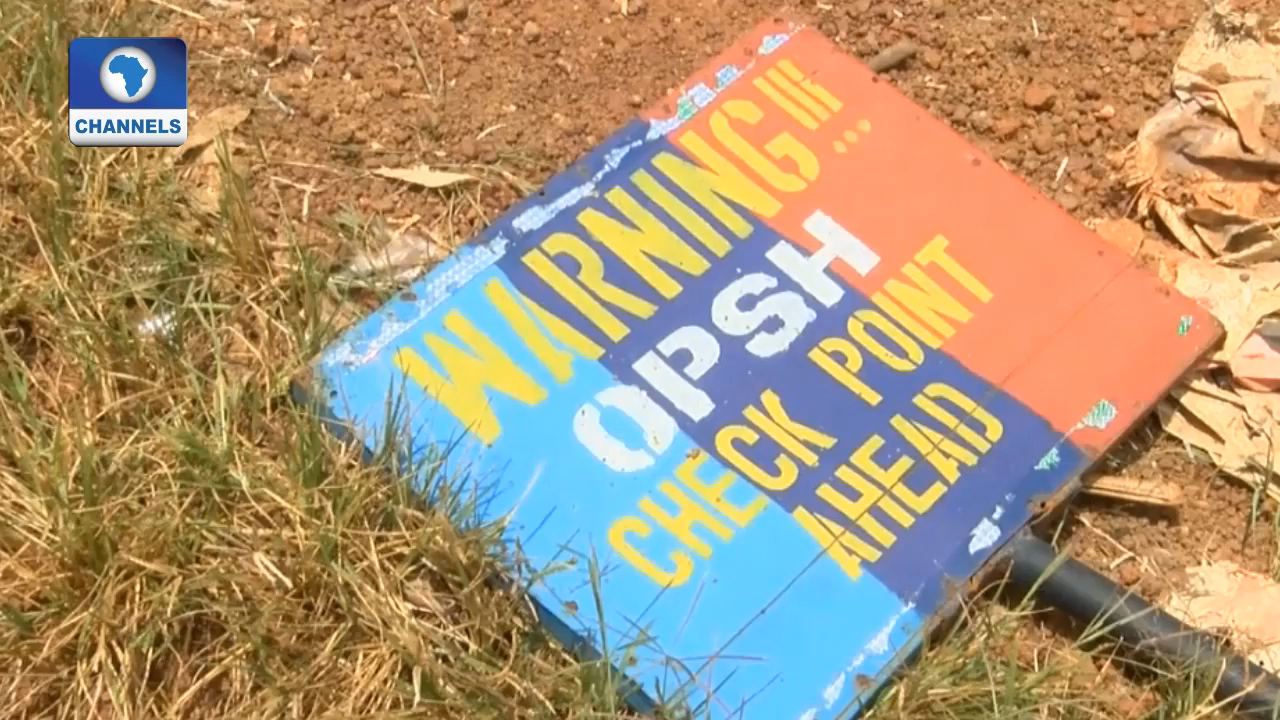 CHANNELS
WARNING!!!...
OPSH
CHECK POINT
AHEAD